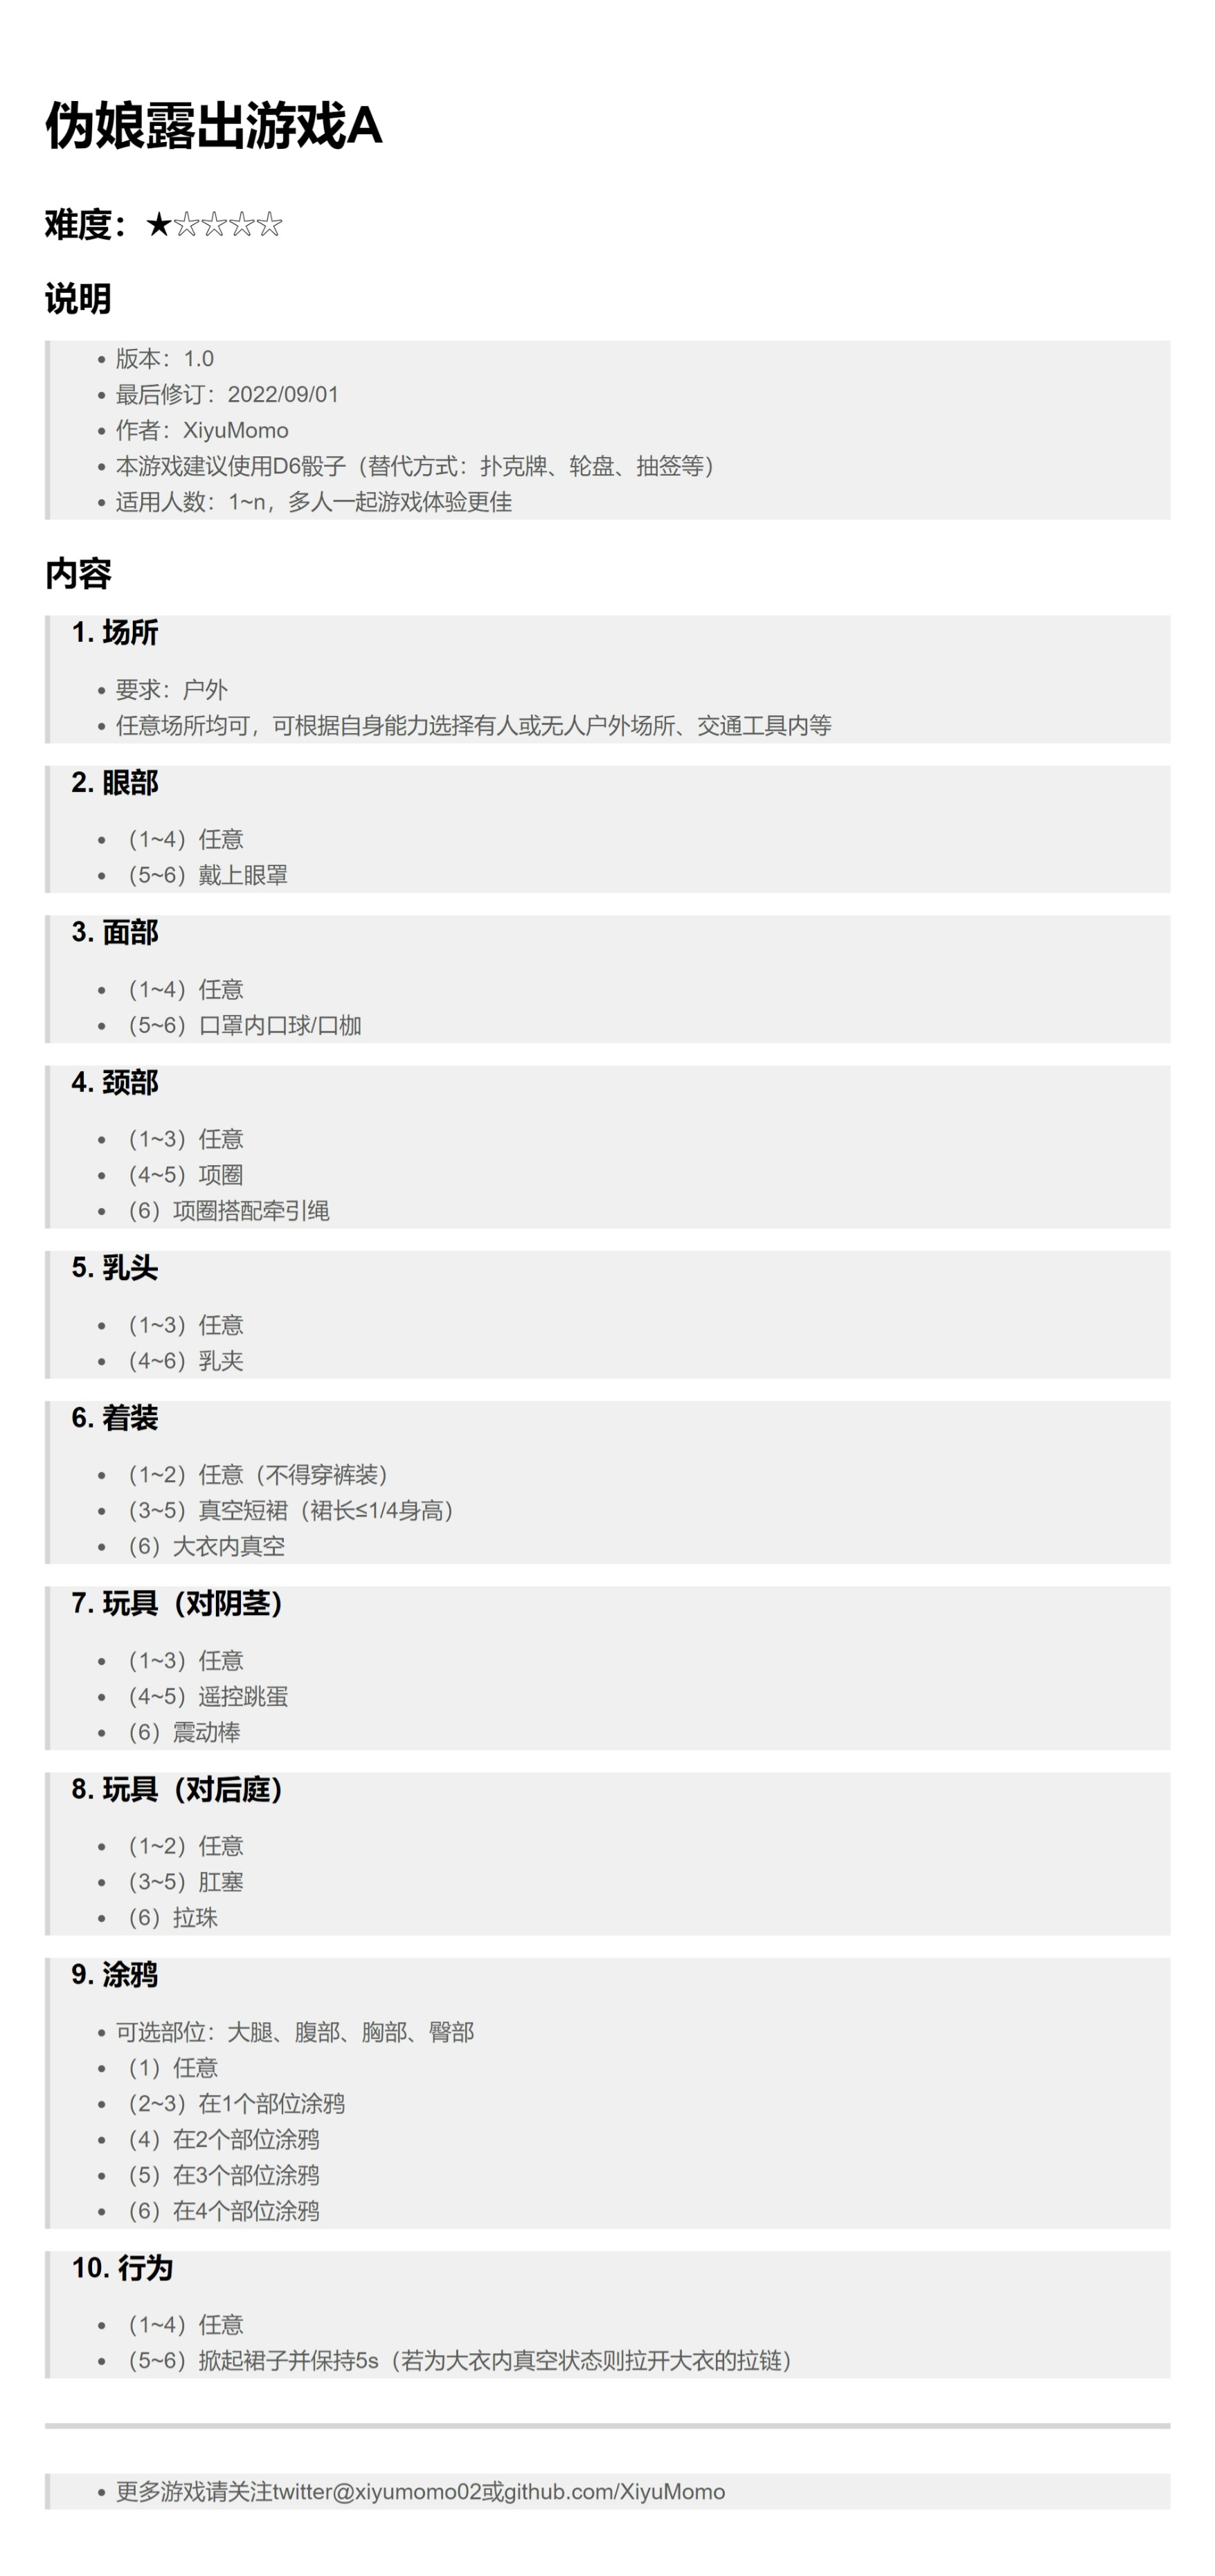 伪娘露出游戏A
难度：★☆☆☆☆
说明
• 版本：1.0
• 最后修订：2022/09/01
• 作者：XiyuMomo
• 本游戏建议使用D6骰子（替代方式：扑克牌、轮盘、抽签等）
• 适用人数：1~n，多人一起游戏体验更佳
内容
1. 场所
• 要求：户外
• 任意场所均可，可根据自身能力选择有人或无人户外场所、交通工具内等
2. 眼部
• （1~4）任意
• （5~6）戴上眼罩
3. 面部
• （1~4）任意
• （5~6）口罩内口球/口枷
4. 颈部
• （1~3）任意
• （4~5）项圈
• （6）项圈搭配牵引绳
5. 乳头
• （1~3）任意
• （4~6）乳夹
6. 着装
• （1~2）任意（不得穿裤装）
• （3~5）真空短裙（裙长≤1/4身高）
• （6）大衣内真空
7. 玩具（对阴茎）
• （1~3）任意
• （4~5）遥控跳蛋
• （6）震动棒
8. 玩具（对后庭）
• （1~2）任意
• （3~5）肛塞
• （6）拉珠
9. 涂鸦
• 可选部位：大腿、腹部、胸部、臀部
• （1）任意
• （2~3）在1个部位涂鸦
• （4）在2个部位涂鸦
• （5）在3个部位涂鸦
• （6）在4个部位涂鸦
10. 行为
• （1~4）任意
• （5~6）掀起裙子并保持5s（若为大衣内真空状态则拉开大衣的拉链）
• 更多游戏请关注twitter@xiyumomo02或github.com/XiyuMomo